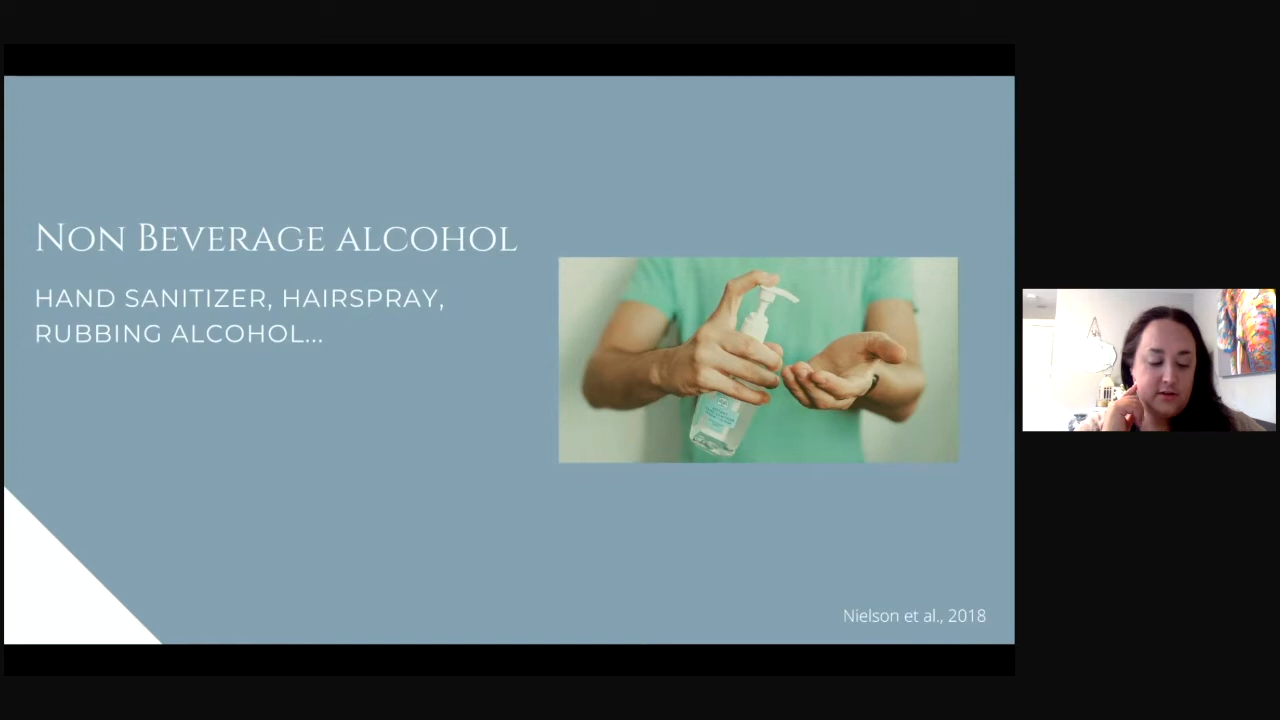 Non Beverage alcohol
HAND SANITIZER, HAIRSPRAY,
RUBBING ALCOHOL...
Nielson et al., 2018